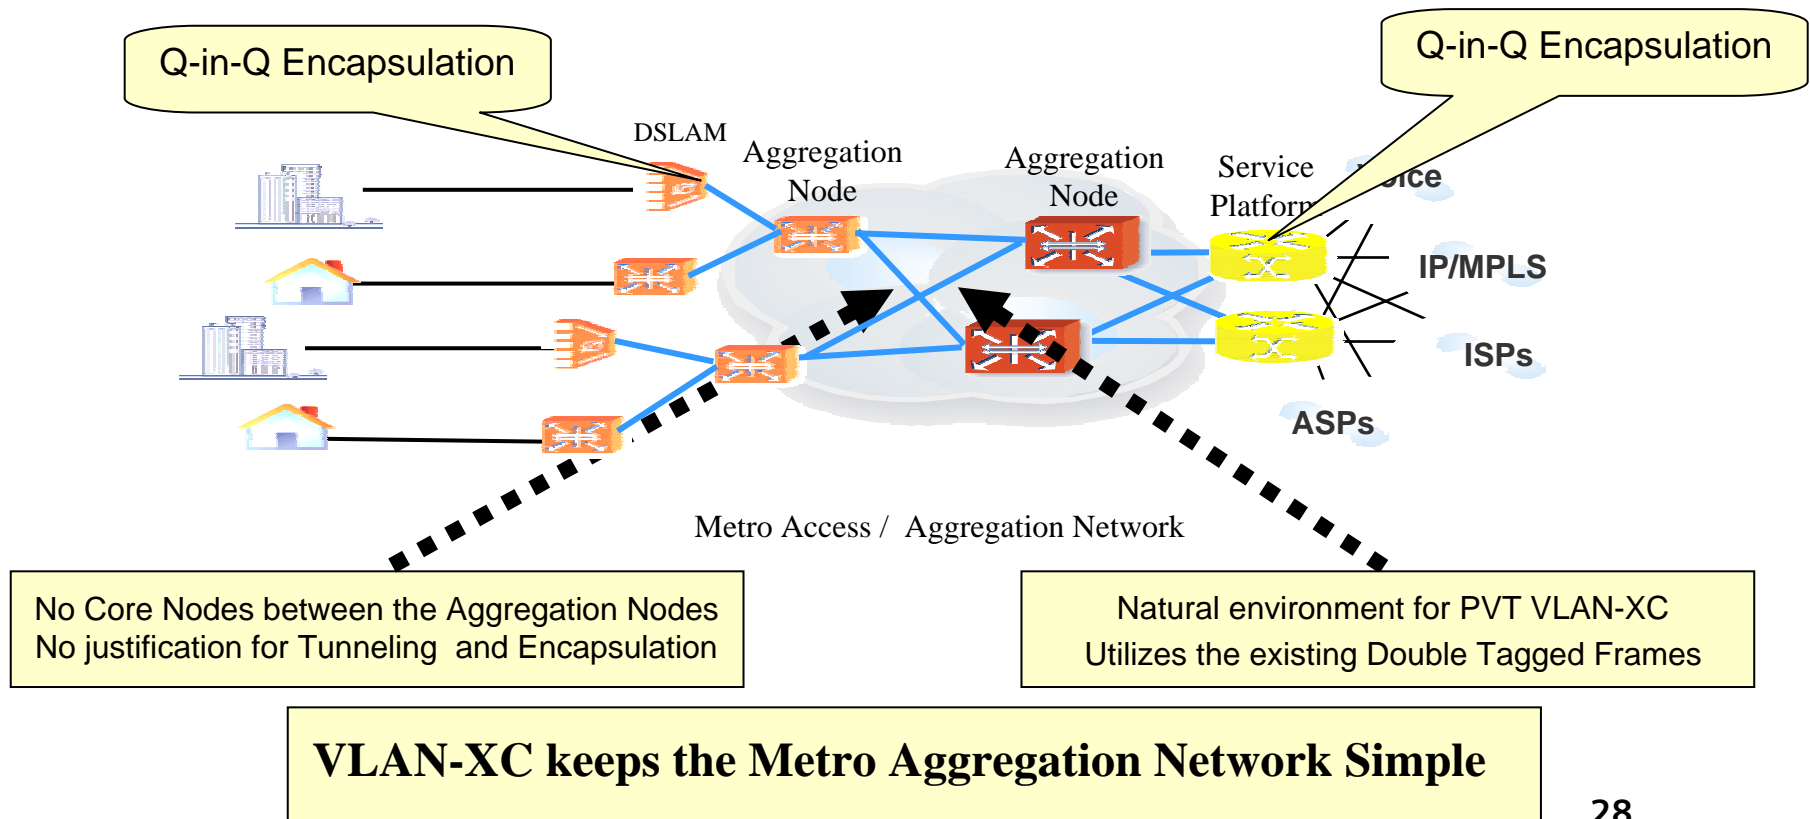 Q-in-Q Encapsulation
Q-in-Q Encapsulation
DSLAM
Aggregation
Node
Aggregation
Node
Service
Platform
IP/MPLS
ISPs
ASPs
Metro Access / Aggregation Network
No Core Nodes between the Aggregation Nodes
No justification for Tunneling and Encapsulation
Natural environment for PVT VLAN-XC
Utilizes the existing Double Tagged Frames
VLAN-XC keeps the Metro Aggregation Network Simple
28